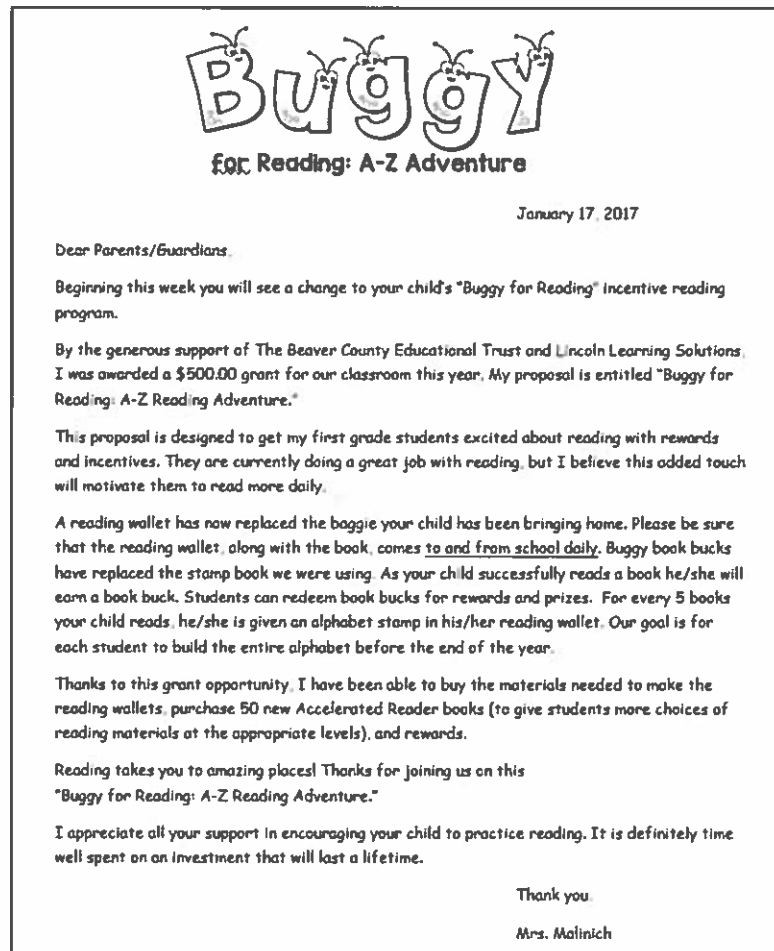 Buggy
for Reading: A-Z Adventure
January 17, 2017
Dear Parents/Guardians,
Beginning this week you will see a change to your child's "Buggy for Reading" incentive reading
program.
By the generous support of The Beaver County Educational Trust and Lincoln Learning Solutions,
I was awarded a $500.00 grant for our classroom this year. My proposal is entitled "Buggy for
Reading: A-Z Reading Adventure."
This proposal is designed to get my first grade students excited about reading with rewards
and incentives. They are currently doing a great job with reading, but I believe this added touch
will motivate them to read more daily.
A reading wallet has now replaced the baggie your child has been bringing home. Please be sure
that the reading wallet, along with the book, comes to and from school daily. Buggy book bucks
have replaced the stamp book we were using. As your child successfully reads a book he/she will
earn a book buck. Students can redeem book bucks for rewards and prizes. For every 5 books
your child reads, he/she is given an alphabet stamp in his/her reading wallet. Our goal is for
each student to build the entire alphabet before the end of the year.
Thanks to this grant opportunity, I have been able to buy the materials needed to make the
reading wallets, purchase 50 new Accelerated Reader books (to give students more choices of
reading materials at the appropriate levels), and rewards.
Reading takes you to amazing places! Thanks for joining us on this
"Buggy for Reading: A-Z Reading Adventure."
I appreciate all your support in encouraging your child to practice reading. It is definitely time
well spent on an investment that will last a lifetime.
Thank you,
Mrs. Malinich